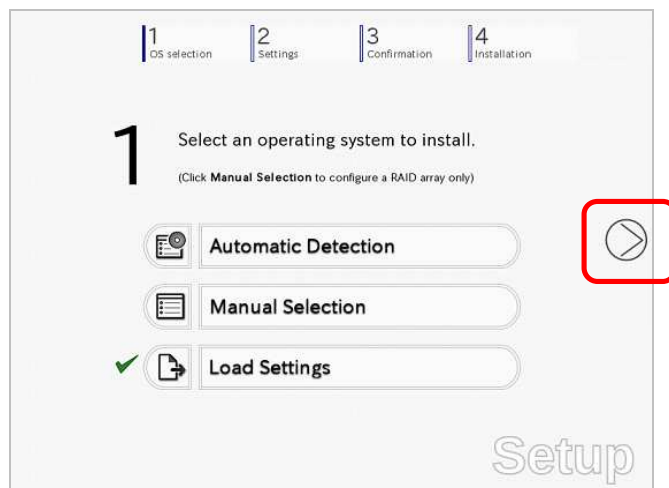 1
OS selection
2
Settings
3
Confirmation
4
Installation
1
Select an operating system to install.
(Click Manual Selection to configure a RAID array only)
Automatic Detection
Manual Selection
Load Settings
Setup